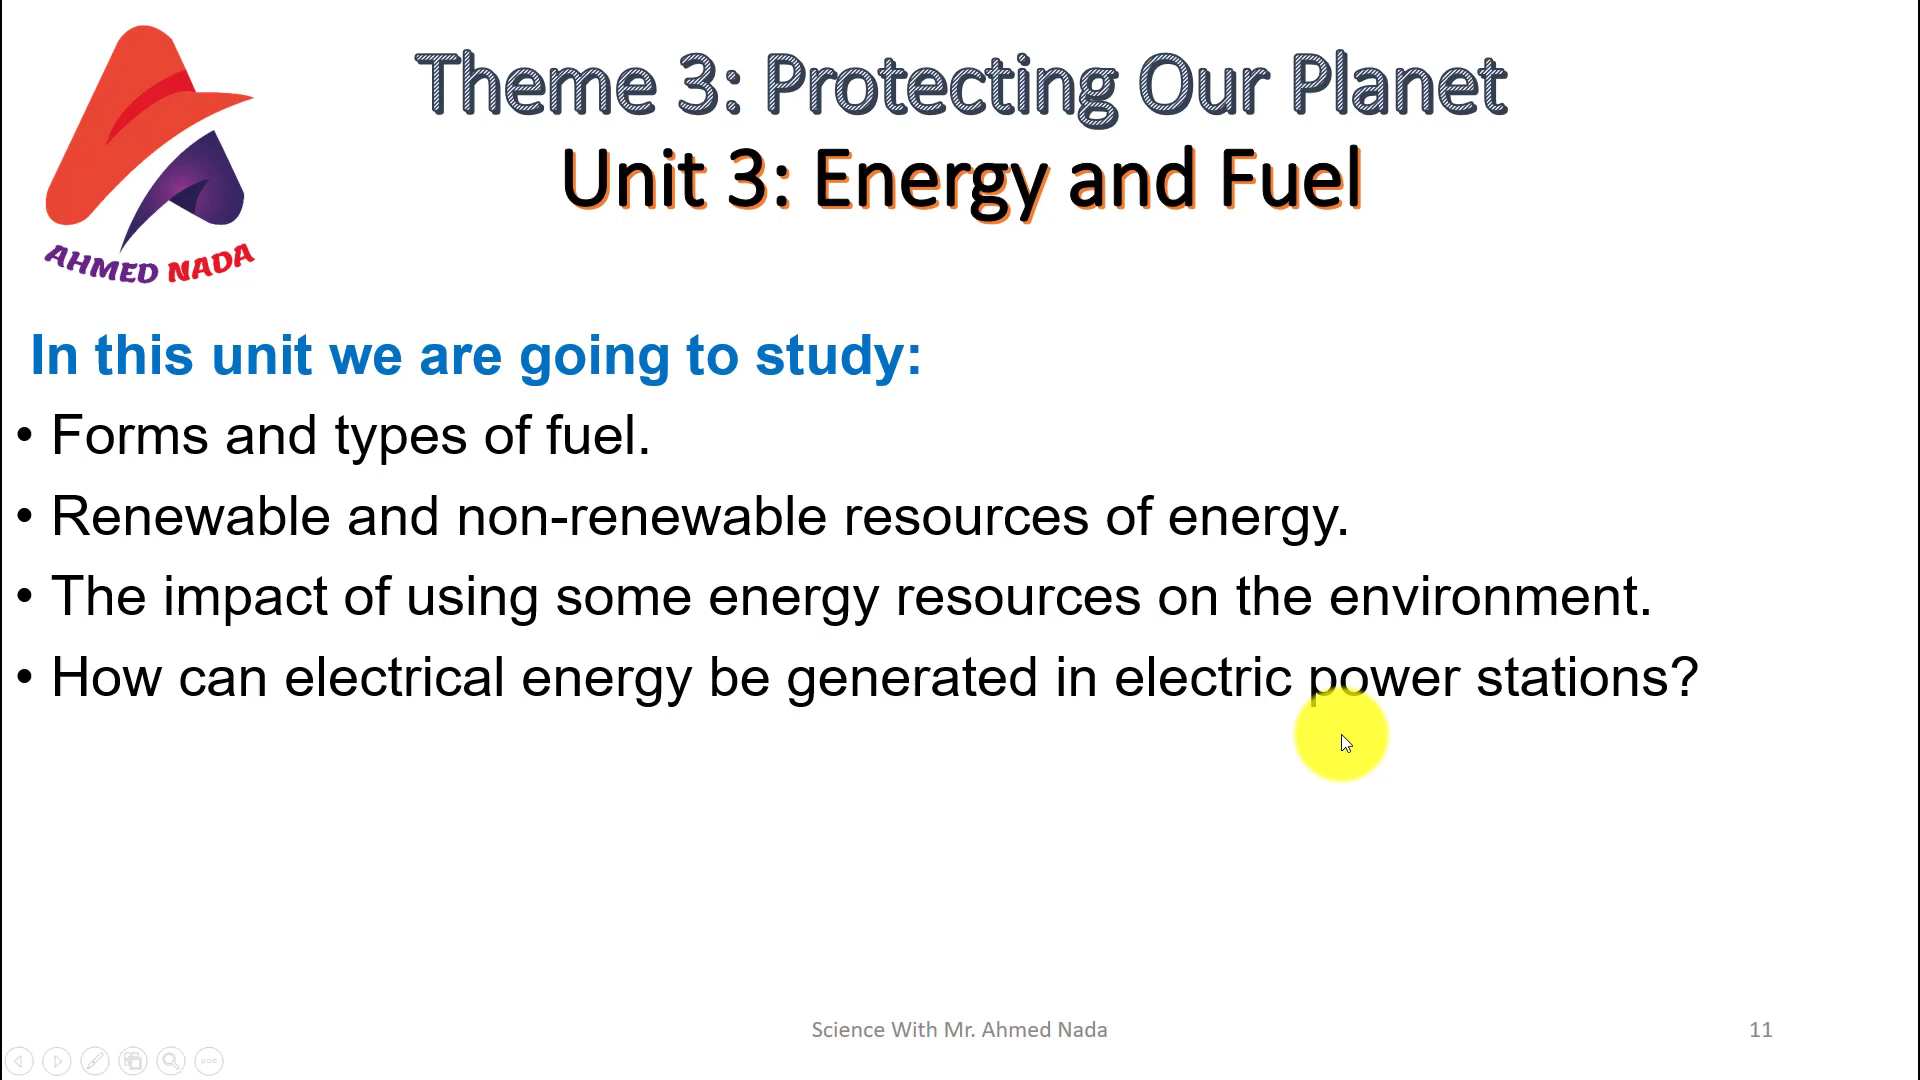 Theme 3: Protecting Our Planet
Unit 3: Energy and Fuel
AHMED NADA
In this unit we are going to study:
• Forms and types of fuel.
• Renewable and non-renewable resources of energy.
• The impact of using some energy resources on the environment.
• How can electrical energy be generated in electric power stations?
Science With Mr. Ahmed Nada
11